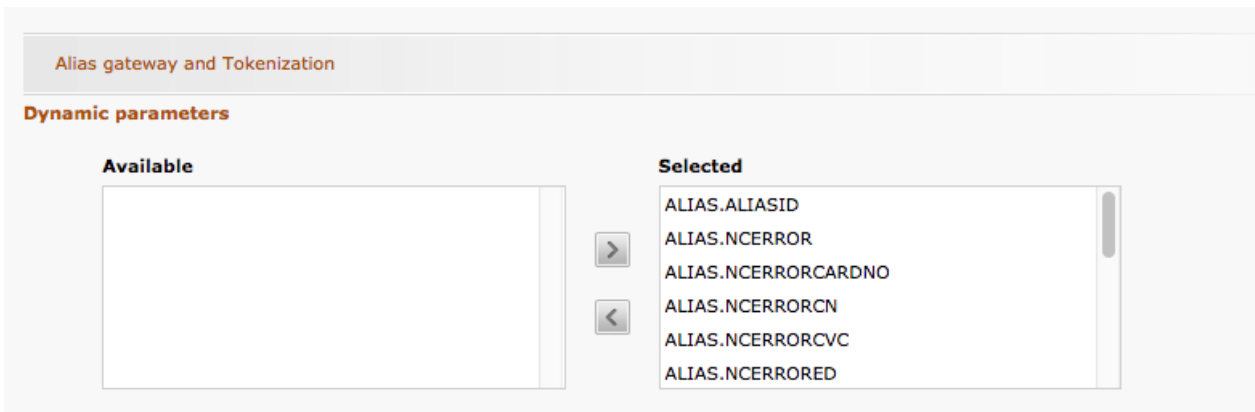 Alias gateway and Tokenization
Dynamic parameters
Available
Selected
ALIAS.ALIASID
ALIAS.NCERROR
ALIAS.NCERRORCARDNO
ALIAS.NCERRORCN
ALIAS.NCERRORCVC
ALIAS.NCERRORED